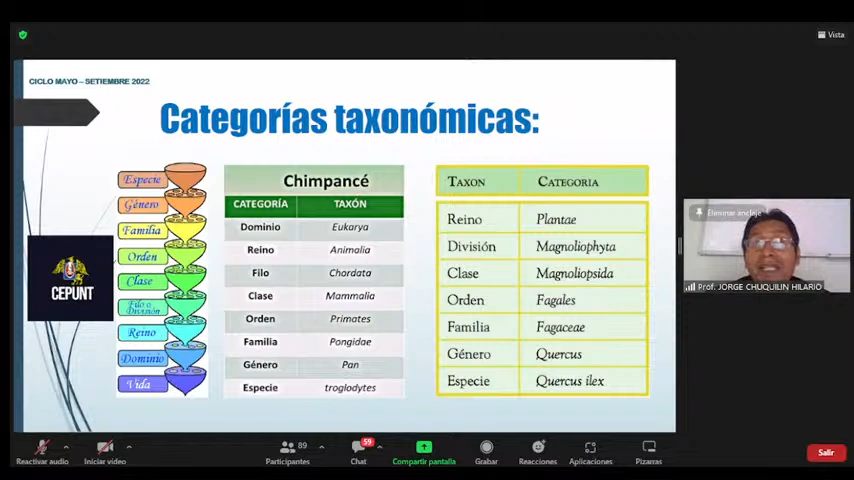 Vista
CICLO MAYO – SETIEMBRE 2022
Categorías taxonómicas:
Especie
Género
Familia
Orden
Clase
Filo o
División
Reino
Dominio
Vida
CEPUNT
Chimpancé
CATEGORÍA TAXÓN
Dominio Eukarya
Reino Animalia
Filo Chordata
Clase Mammalia
Orden Primates
Familia Pongidae
Género Pan
Especie troglodytes
TAXON CATEGORIA
Reino Plantae
División Magnoliophyta
Clase Magnoliopsida
Orden Fagales
Familia Fagaceae
Género Quercus
Especie Quercus ilex
Eliminar anclaje
Prof. JORGE CHUQUILIN HILARIO
Reactivar audio
Iniciar video
89
Participantes
59
Chat
Compartir pantalla
Grabar
Reacciones
Aplicaciones
Pizarras
Salir